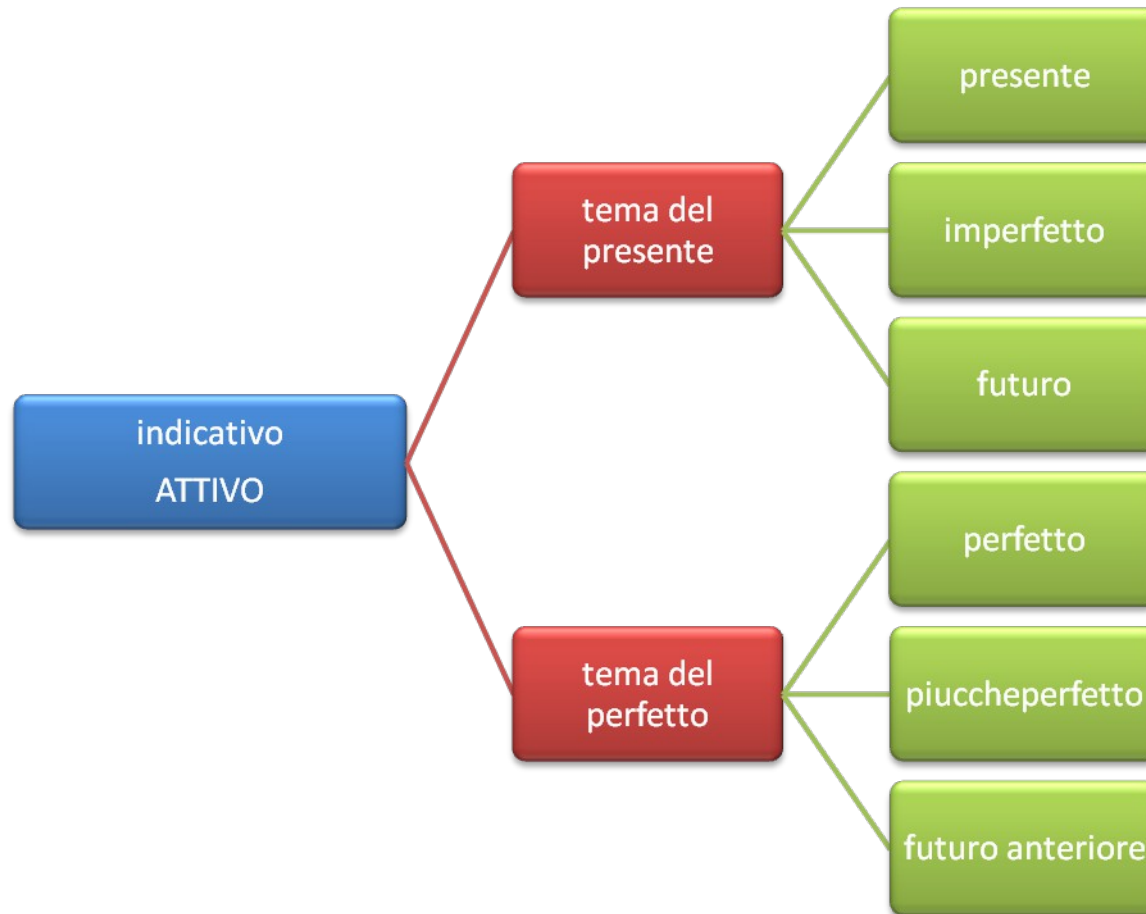 indicativo
ATTIVO
tema del
presente
presente
imperfetto
futuro
tema del
perfetto
perfetto
piuccheperfetto
futuro anteriore